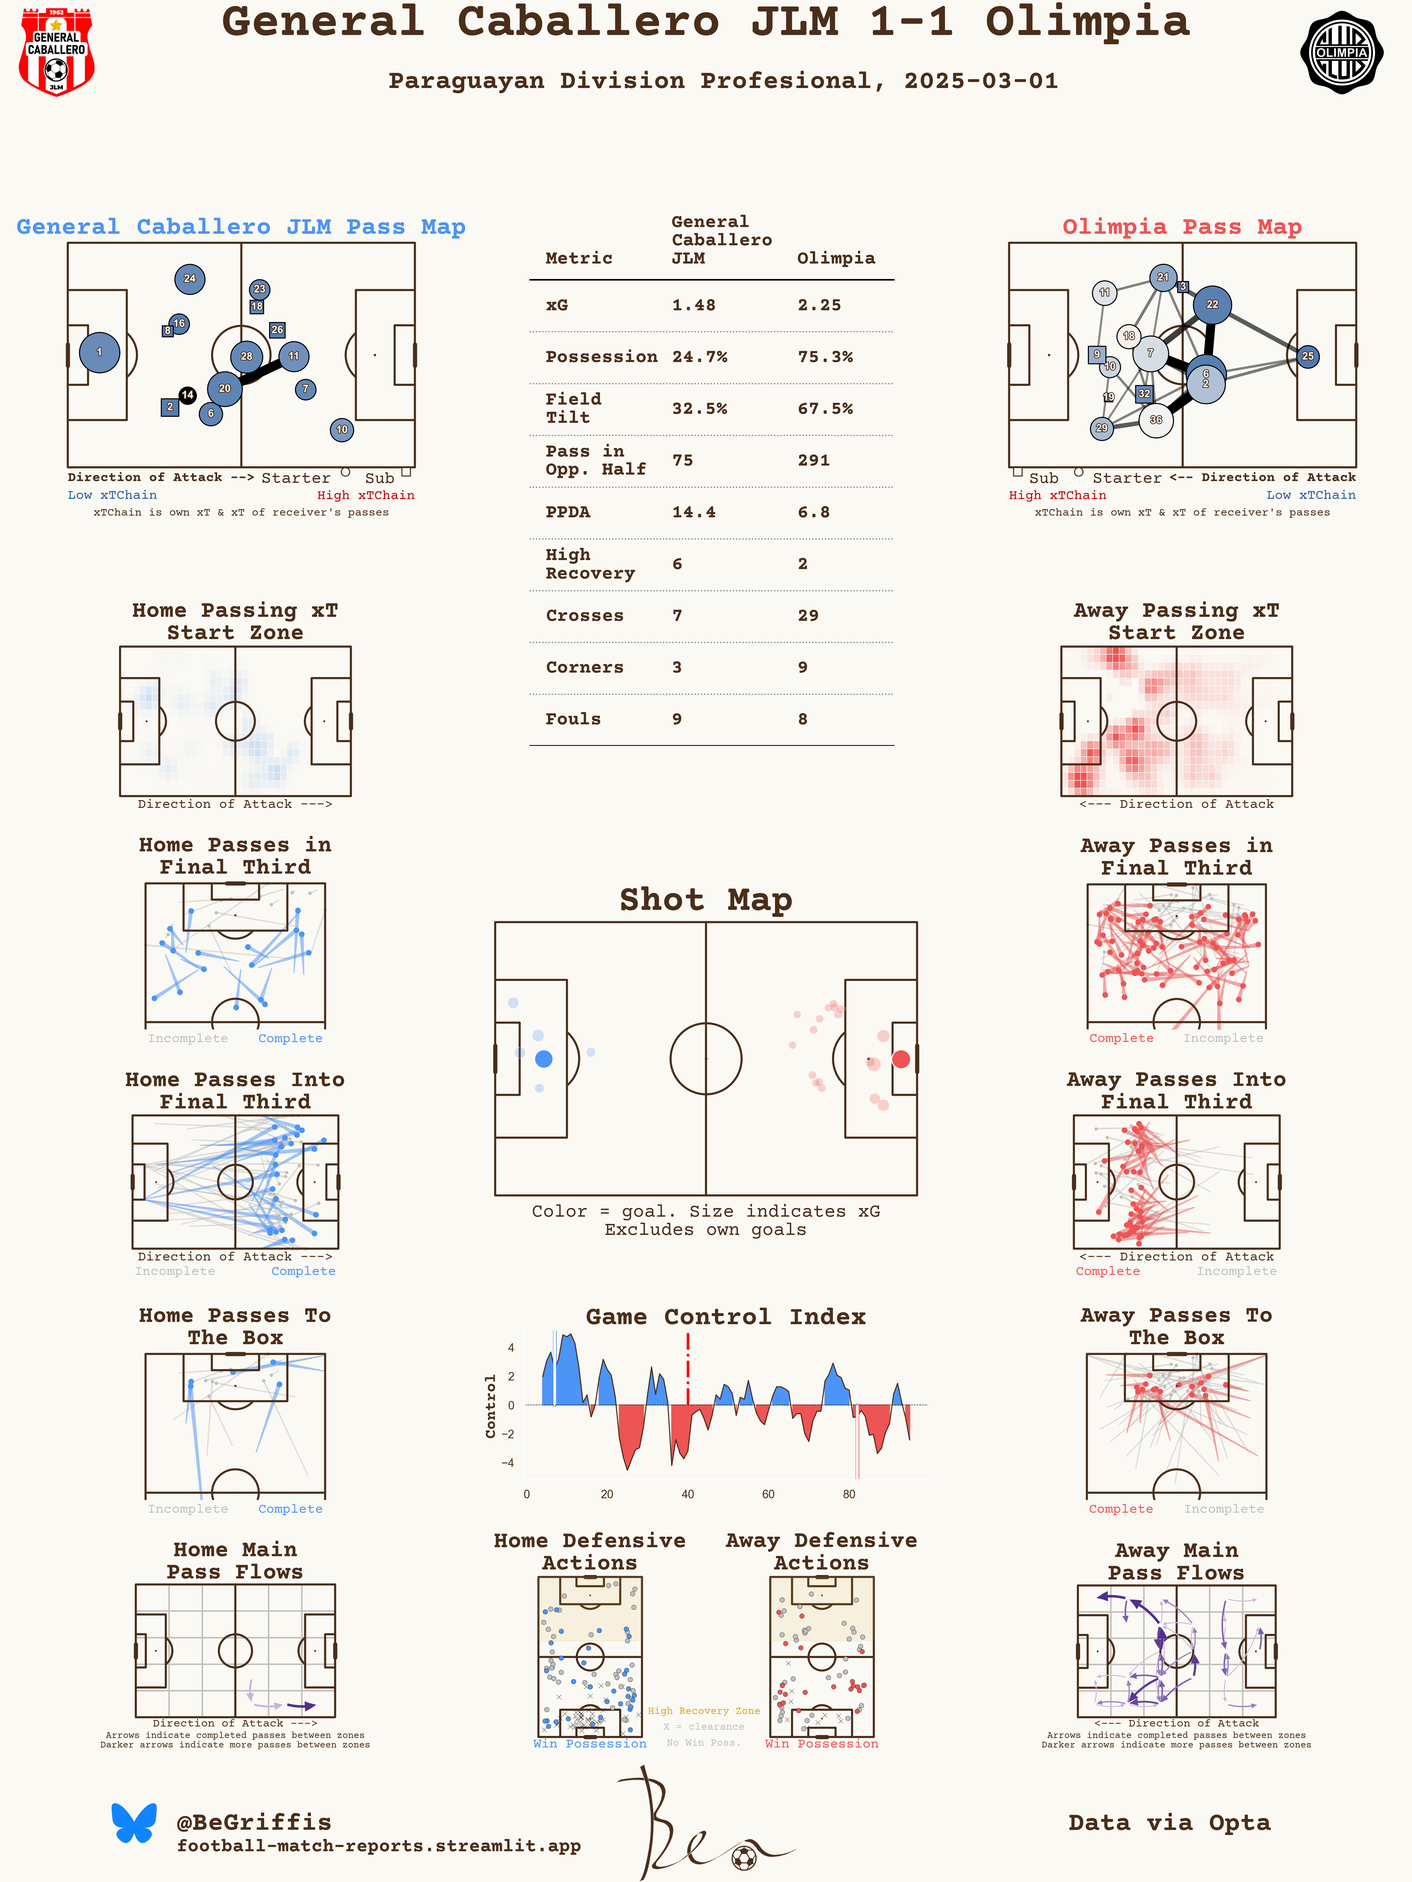 General Caballero JLM 1-1 Olimpia
Paraguayan Division Profesional, 2025-03-01
1962
GENERAL
CABALLERO
JLM
OLIMPIA
General Caballero JLM Pass Map
24
23
18
16
8
26
1
28
11
20
7
14
2
6
10
Direction of Attack --> Starter Sub
Low xTChain High xTChain
xTChain is own xT & xT of receiver's passes
Metric General Caballero JLM Olimpia
xG 1.48 2.25
Possession 24.7% 75.3%
Field Tilt 32.5% 67.5%
Pass in Opp. Half 75 291
PPDA 14.4 6.8
High Recovery 6 2
Crosses 7 29
Corners 3 9
Fouls 9 8
Olimpia Pass Map
21
3
11
22
18
9
7
25
10
6
2
32
19
36
29
Sub Starter <-- Direction of Attack
High xTChain Low xTChain
xTChain is own xT & xT of receiver's passes
Home Passing xT
Start Zone
Direction of Attack --->
Away Passing xT
Start Zone
<--- Direction of Attack
Home Passes in
Final Third
Incomplete Complete
Away Passes in
Final Third
Complete Incomplete
Shot Map
Color = goal. Size indicates xG
Excludes own goals
Home Passes Into
Final Third
Direction of Attack --->
Incomplete Complete
Away Passes Into
Final Third
<--- Direction of Attack
Complete Incomplete
Home Passes To
The Box
Incomplete Complete
Game Control Index
Control
4
2
0
−2
−4
0 20 40 60 80
Away Passes To
The Box
Complete Incomplete
Home Main
Pass Flows
Direction of Attack --->
Arrows indicate completed passes between zones
Darker arrows indicate more passes between zones
Home Defensive
Actions
Win Possession
High Recovery Zone
X = clearance
No Win Poss.
Away Defensive
Actions
Win Possession
Away Main
Pass Flows
<--- Direction of Attack
Arrows indicate completed passes between zones
Darker arrows indicate more passes between zones
@BeGriffis
football-match-reports.streamlit.app
Ben
Data via Opta